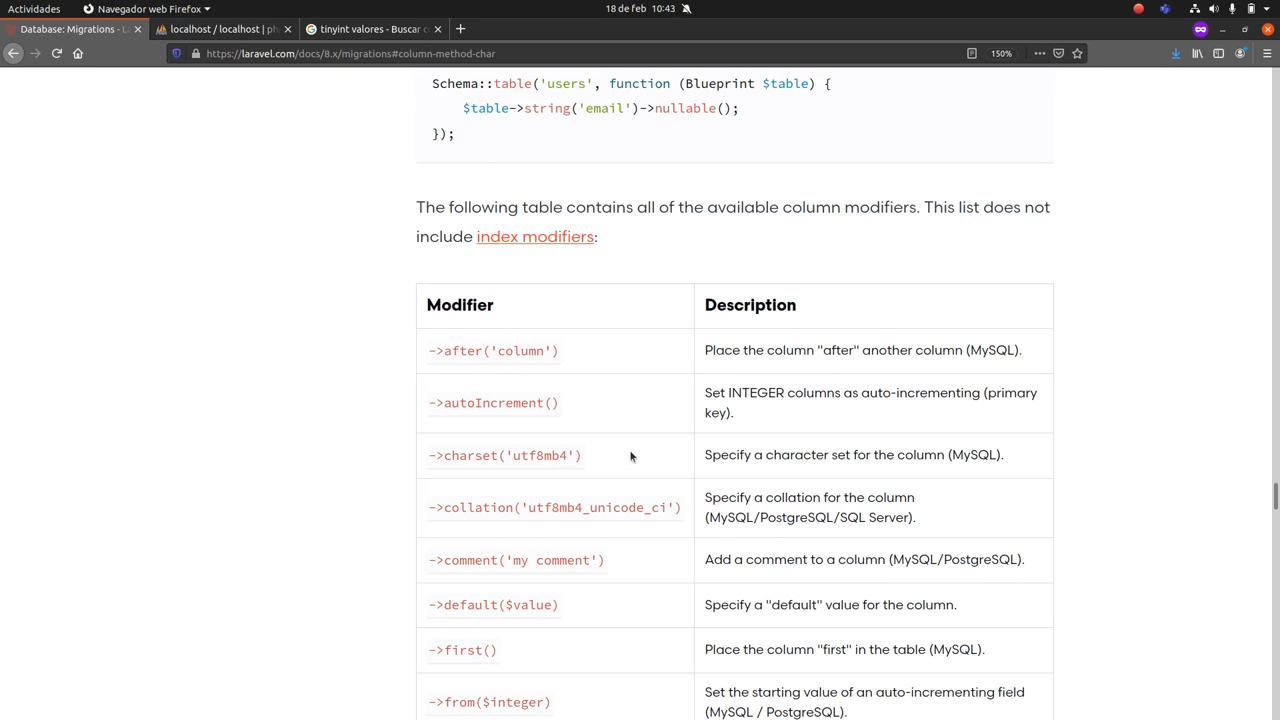 Actividades
Navegador web Firefox
18 de feb 10:43
Database: Migrations - La
localhost / localhost | ph
tinyint valores - Buscar c
https://laravel.com/docs/8.x/migrations#column-method-char
150%
Schema::table('users', function (Blueprint $table) {
$table->string('email')->nullable();
});
The following table contains all of the available column modifiers. This list does not
include index modifiers:
Modifier Description
->after('column') Place the column "after" another column (MySQL).
->autoIncrement() Set INTEGER columns as auto-incrementing (primary
key).
->charset('utf8mb4') Specify a character set for the column (MySQL).
->collation('utf8mb4_unicode_ci') Specify a collation for the column
(MySQL/PostgreSQL/SQL Server).
->comment('my comment') Add a comment to a column (MySQL/PostgreSQL).
->default($value) Specify a "default" value for the column.
->first() Place the column "first" in the table (MySQL).
->from($integer) Set the starting value of an auto-incrementing field
(MySQL / PostgreSQL).